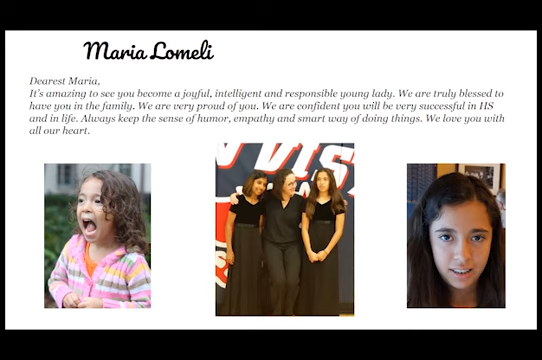 Maria Lomeli
Dearest Maria,
It's amazing to see you become a joyful, intelligent and responsible young lady. We are truly blessed to
have you in the family. We are very proud of you. We are confident you will be very successful in HS
and in life. Always keep the sense of humor, empathy and smart way of doing things. We love you with
all our heart.